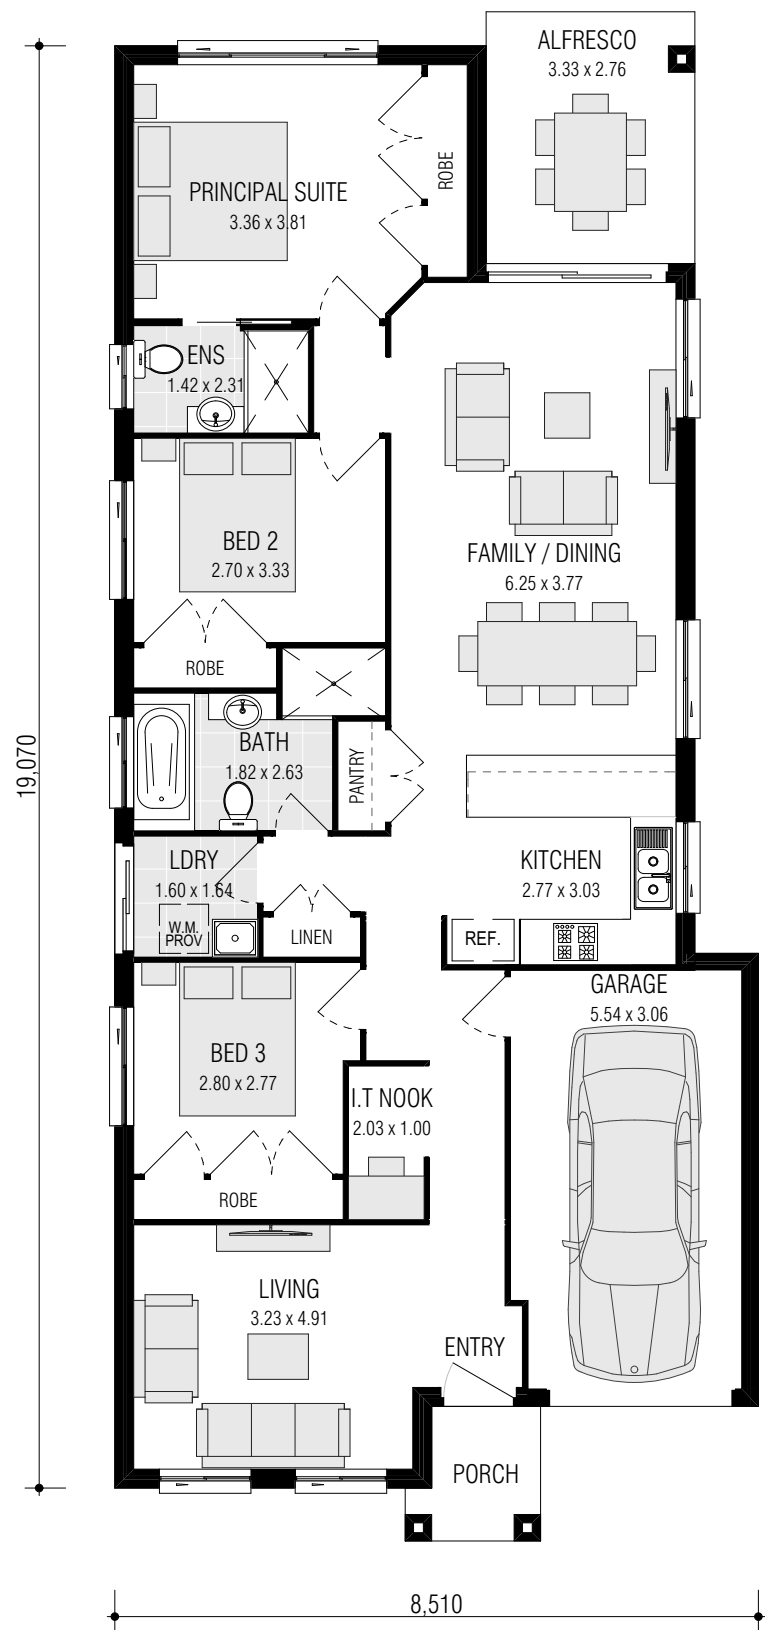 ALFRESCO
3.33 x 2.76
PRINCIPAL SUITE
3.36 x 3.81
ROBE
ENS
1.42 x 2.31
BED 2
2.70 x 3.33
ROBE
FAMILY / DINING
6.25 x 3.77
19,070
BATH
1.82 x 2.63
PANTRY
LDRY
1.60 x 1.64
W.M.
PROV
LINEN
KITCHEN
2.77 x 3.03
REF.
GARAGE
5.54 x 3.06
BED 3
2.80 x 2.77
ROBE
I.T NOOK
2.03 x 1.00
LIVING
3.23 x 4.91
ENTRY
PORCH
8,510